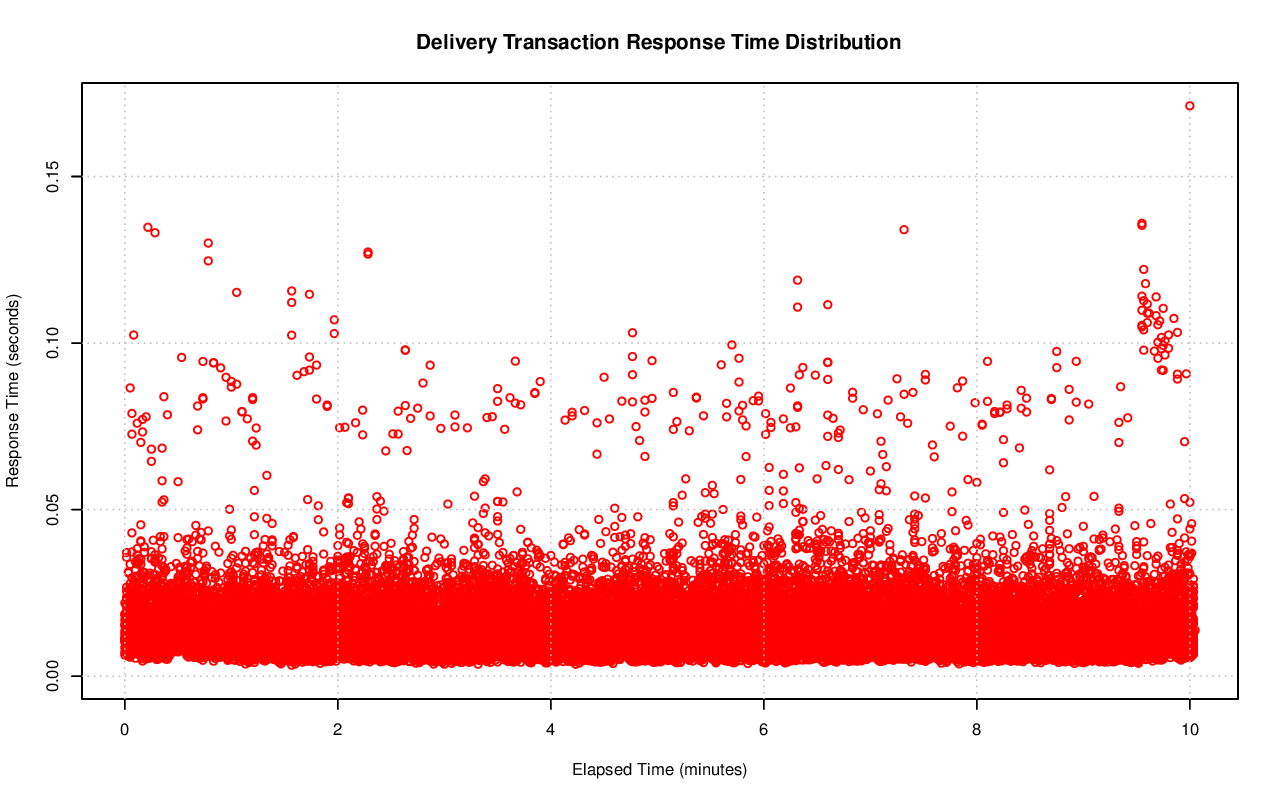 Delivery Transaction Response Time Distribution
Response Time (seconds)
0.15
0.10
0.05
0.00
0 2 4 6 8 10
Elapsed Time (minutes)